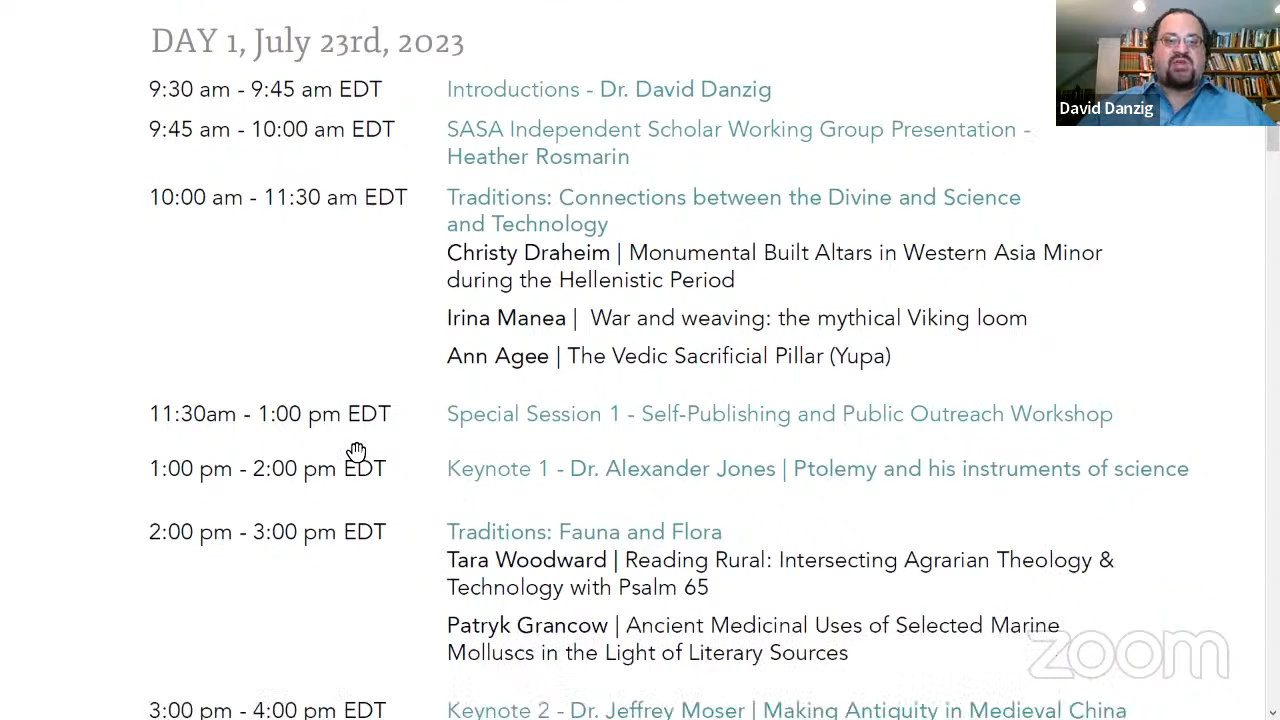 DAY 1, July 23rd, 2023
David Danzig
9:30 am - 9:45 am EDT
Introductions - Dr. David Danzig
9:45 am - 10:00 am EDT
SASA Independent Scholar Working Group Presentation -
Heather Rosmarin
10:00 am - 11:30 am EDT
Traditions: Connections between the Divine and Science
and Technology
Christy Draheim | Monumental Built Altars in Western Asia Minor
during the Hellenistic Period
Irina Manea | War and weaving: the mythical Viking loom
Ann Agee | The Vedic Sacrificial Pillar (Yupa)
11:30am - 1:00 pm EDT
Special Session 1 - Self-Publishing and Public Outreach Workshop
1:00 pm - 2:00 pm EDT
Keynote 1 - Dr. Alexander Jones | Ptolemy and his instruments of science
2:00 pm - 3:00 pm EDT
Traditions: Fauna and Flora
Tara Woodward | Reading Rural: Intersecting Agrarian Theology &
Technology with Psalm 65
Patryk Grancow | Ancient Medicinal Uses of Selected Marine
Molluscs in the Light of Literary Sources
zoom
3:00 pm - 4:00 pm EDT
Keynote 2 - Dr. Jeffrey Moser | Making Antiquity in Medieval China